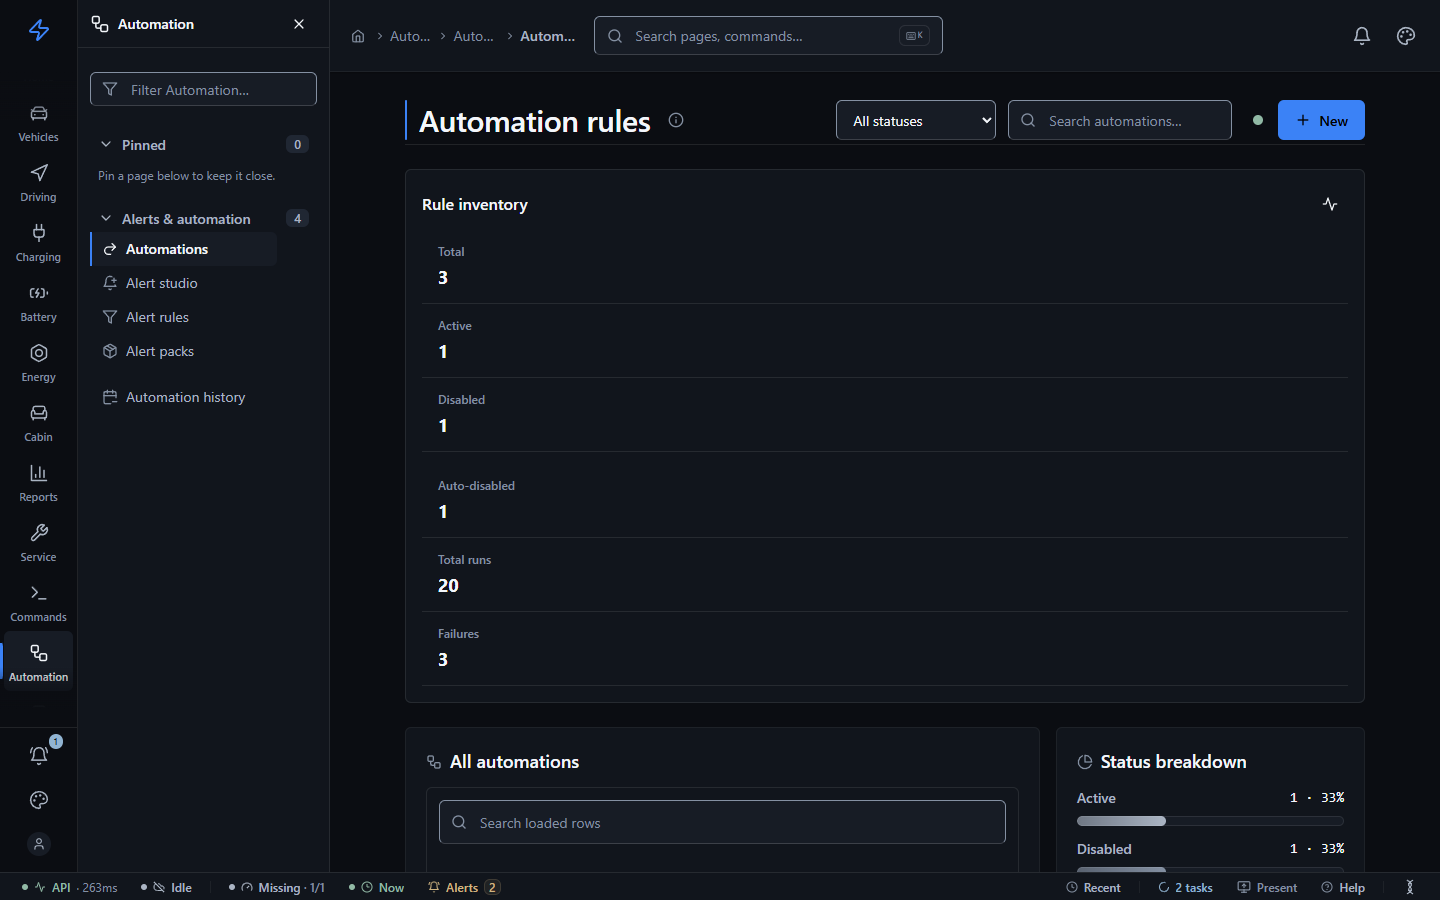 Vehicles
Driving
Charging
Battery
Energy
Cabin
Reports
Service
Commands
Automation
1
Automation
Filter Automation...
Pinned
0
Pin a page below to keep it close.
Alerts & automation
4
Automations
Alert studio
Alert rules
Alert packs
Automation history
Auto... Auto... Autom...
Search pages, commands...
K
Automation rules
All statuses
Search automations...
New
Rule inventory
Total
3
Active
1
Disabled
1
Auto-disabled
1
Total runs
20
Failures
3
All automations
Search loaded rows
Status breakdown
Active 1 · 33%
Disabled 1 · 33%
API · 263ms
Idle
Missing · 1/1
Now
Alerts 2
Recent
2 tasks
Present
Help